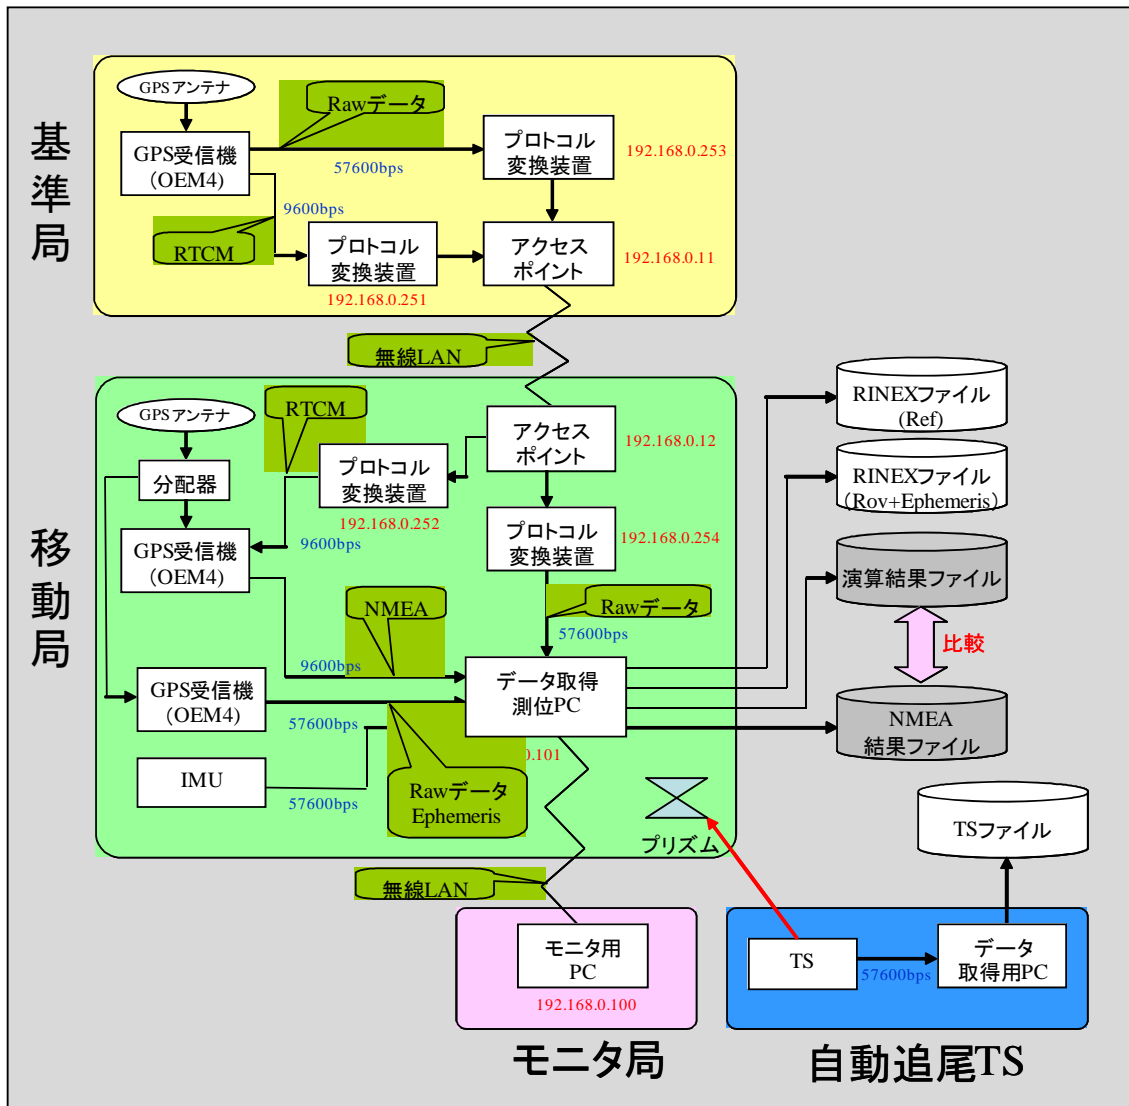 基準局
GPSアンテナ
GPS受信機
(OEM4)
Rawデータ
57600bps
プロトコル
変換装置
192.168.0.253
9600bps
RTCM
プロトコル
変換装置
192.168.0.251
アクセス
ポイント
192.168.0.11
無線LAN
移動局
GPSアンテナ
分配器
RTCM
プロトコル
変換装置
192.168.0.252
9600bps
アクセス
ポイント
192.168.0.12
プロトコル
変換装置
192.168.0.254
GPS受信機
(OEM4)
NMEA
9600bps
Rawデータ
57600bps
GPS受信機
(OEM4)
57600bps
データ取得
測位PC
0.101
IMU
57600bps
Rawデータ
Ephemeris
プリズム
RINEXファイル
(Ref)
RINEXファイル
(Rov+Ephemeris)
演算結果ファイル
比較
NMEA
結果ファイル
TSファイル
無線LAN
モニタ用
PC
192.168.0.100
モニタ局
TS
57600bps
データ
取得用PC
自動追尾TS